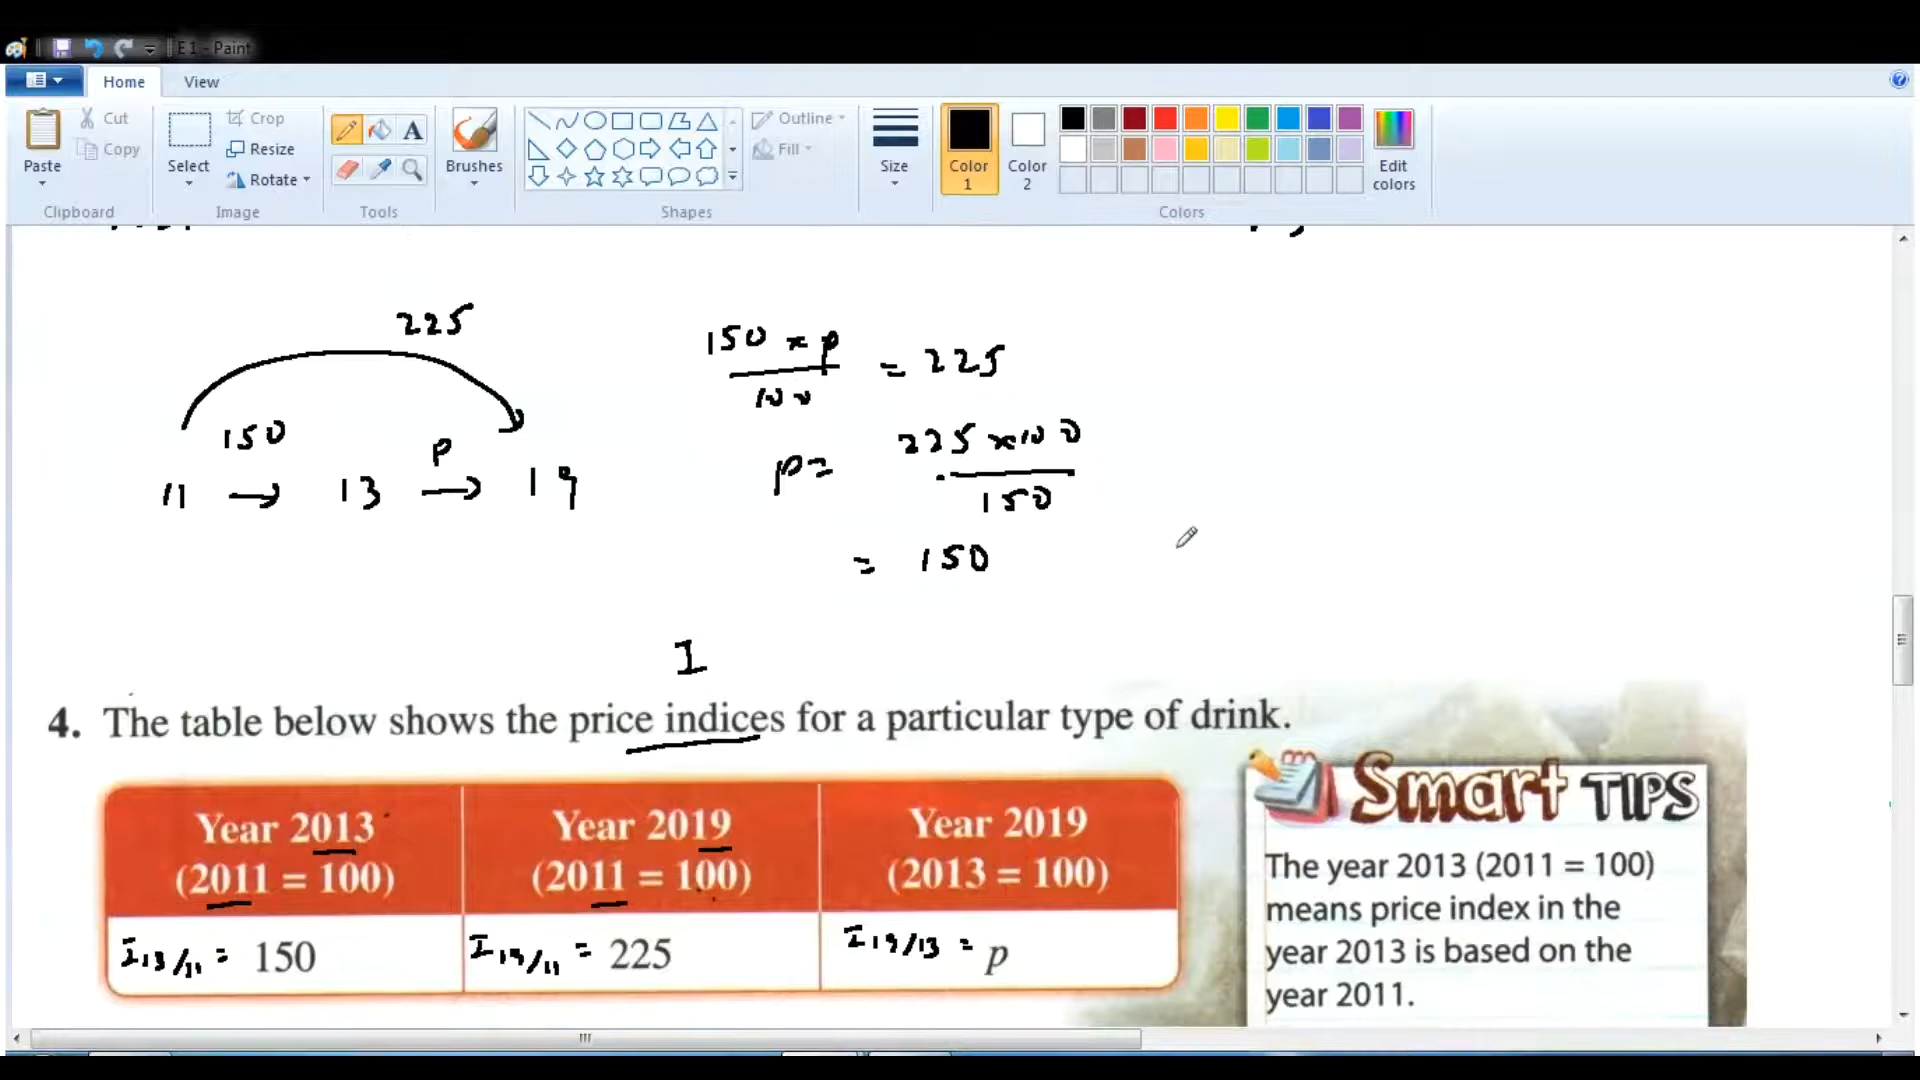 E 1 - Paint
Home View
Paste
Cut
Copy
Clipboard
Select
Crop
Resize
Rotate
Image
A
Tools
Brushes
Shapes
Outline
Fill
Size
Color 1
Color 2
Edit colors
Colors
225
150
p
11 → 13 → 19
150 × p
100
= 225
p =
225 × 100
150
= 150
I
4. The table below shows the price indices for a particular type of drink.
Year 2013
(2011 = 100)
Year 2019
(2011 = 100)
Year 2019
(2013 = 100)
I13/11 = 150
I19/11 = 225
I19/13 = p
Smart TIPS
The year 2013 (2011 = 100)
means price index in the
year 2013 is based on the
year 2011.